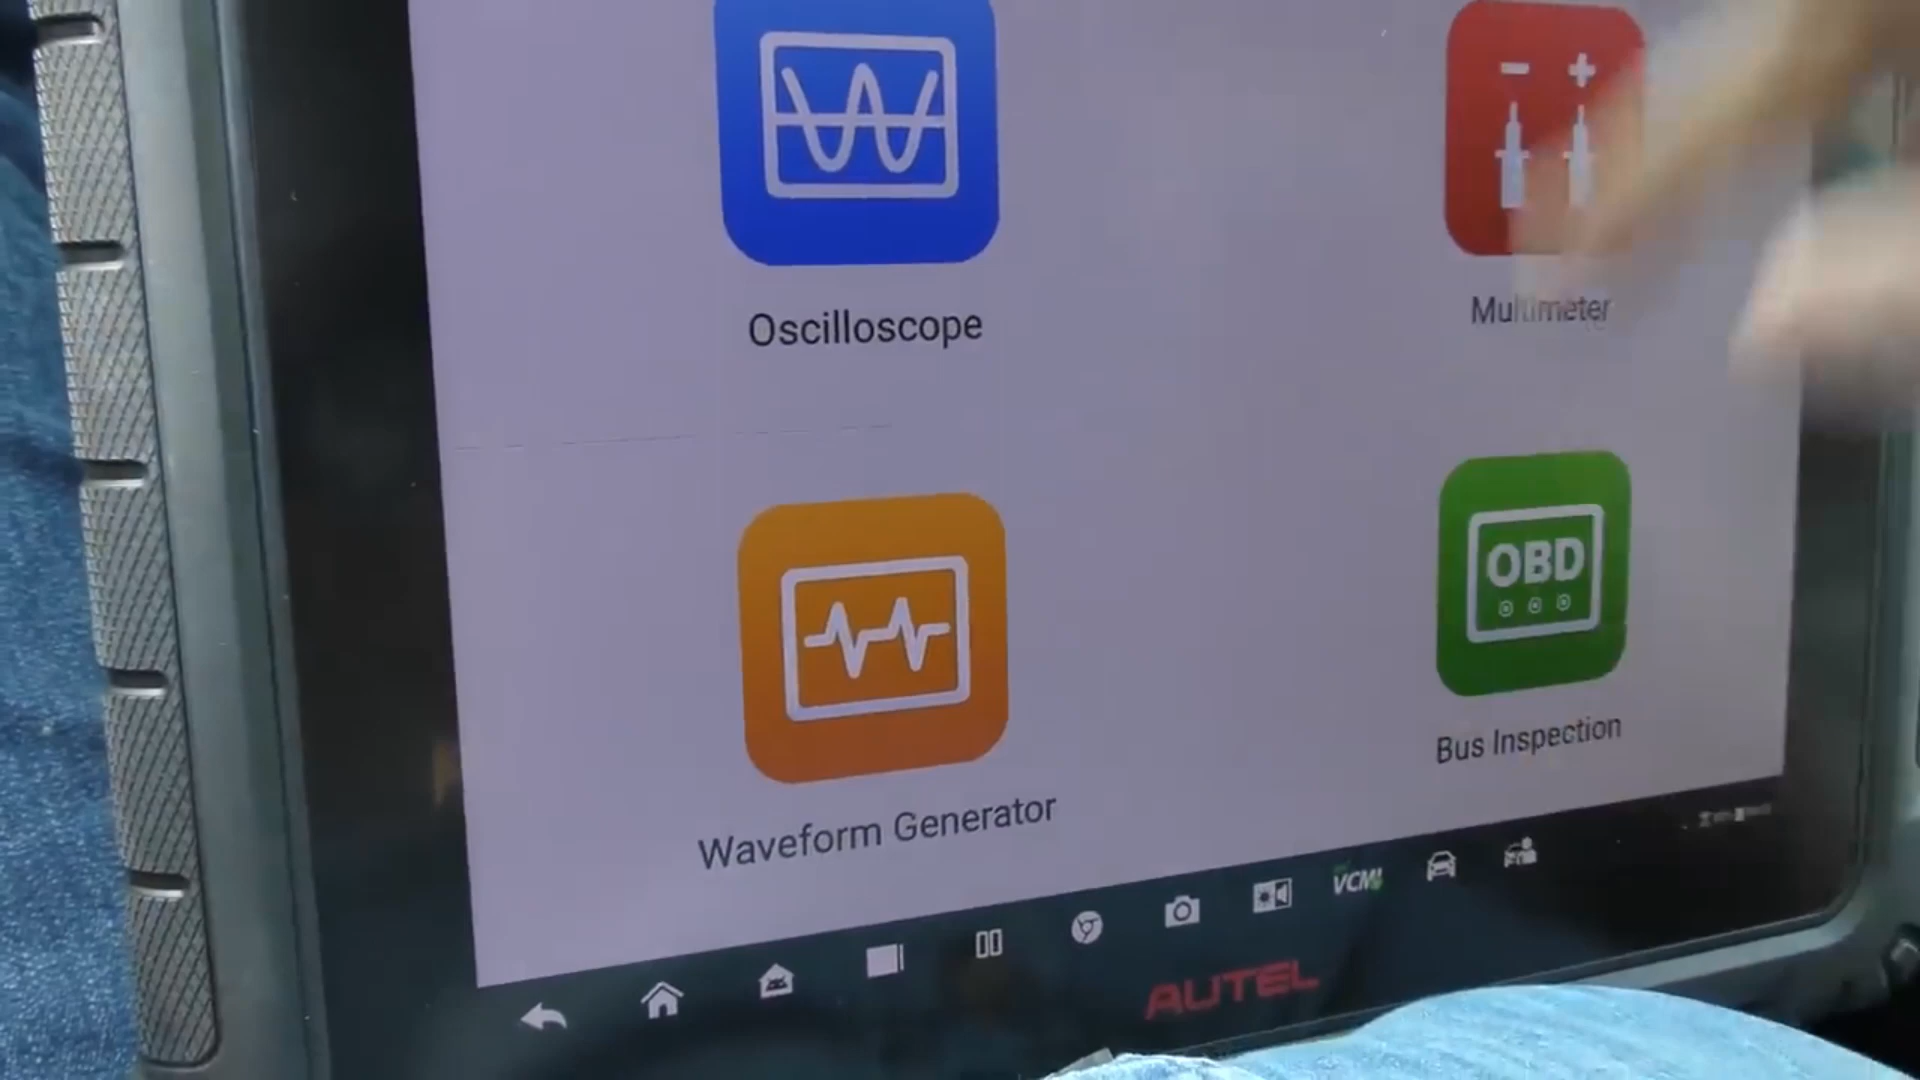 Oscilloscope
Multimeter
OBD
Waveform Generator
Bus Inspection
VCMI
AUTEL